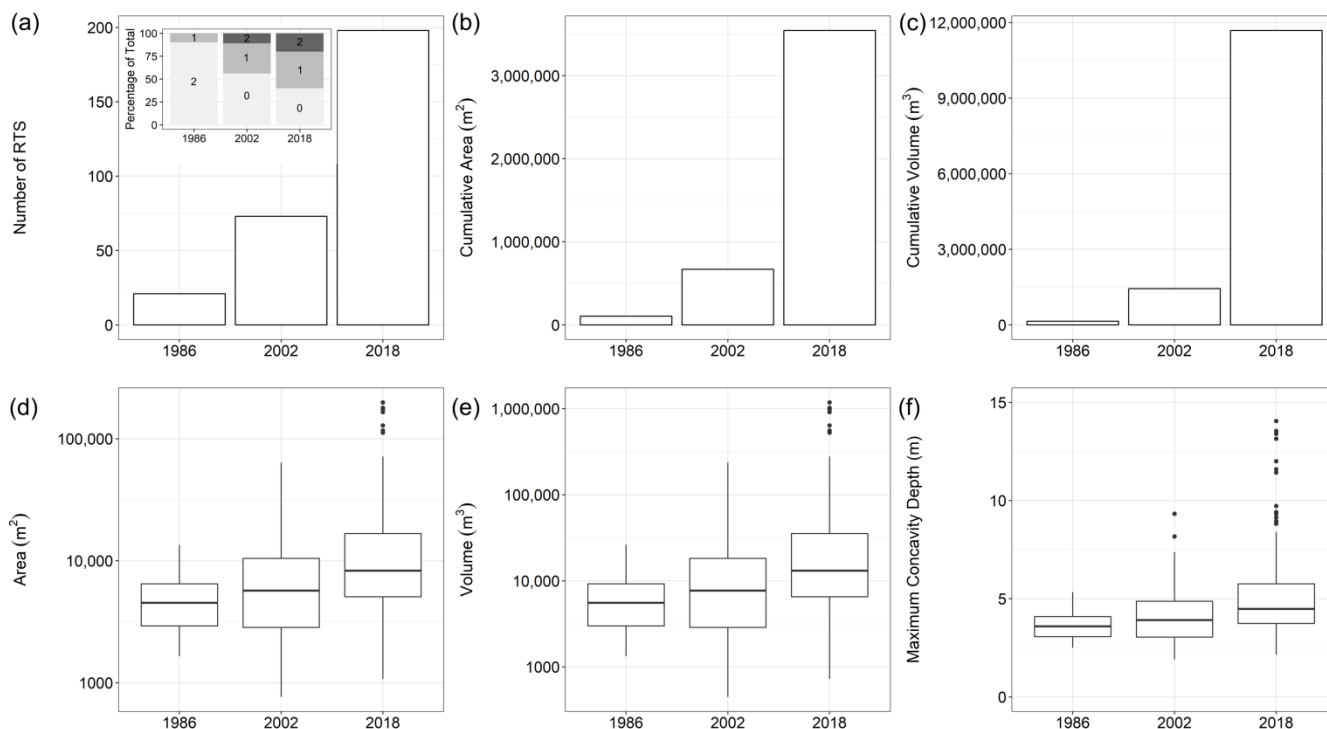 (a)
Number of RTS
200
150
100
50
0
1986 2002 2018
Percentage of Total
100
75
50
25
0
1 2 2
2 1 1
0 0
1986 2002 2018
(b)
Cumulative Area (m²)
3,000,000
2,000,000
1,000,000
0
1986 2002 2018
(c)
Cumulative Volume (m³)
12,000,000
9,000,000
6,000,000
3,000,000
0
1986 2002 2018
(d)
Area (m²)
100,000
10,000
1000
1986 2002 2018
(e)
Volume (m³)
1,000,000
100,000
10,000
1000
1986 2002 2018
(f)
Maximum Concavity Depth (m)
15
10
5
0
1986 2002 2018